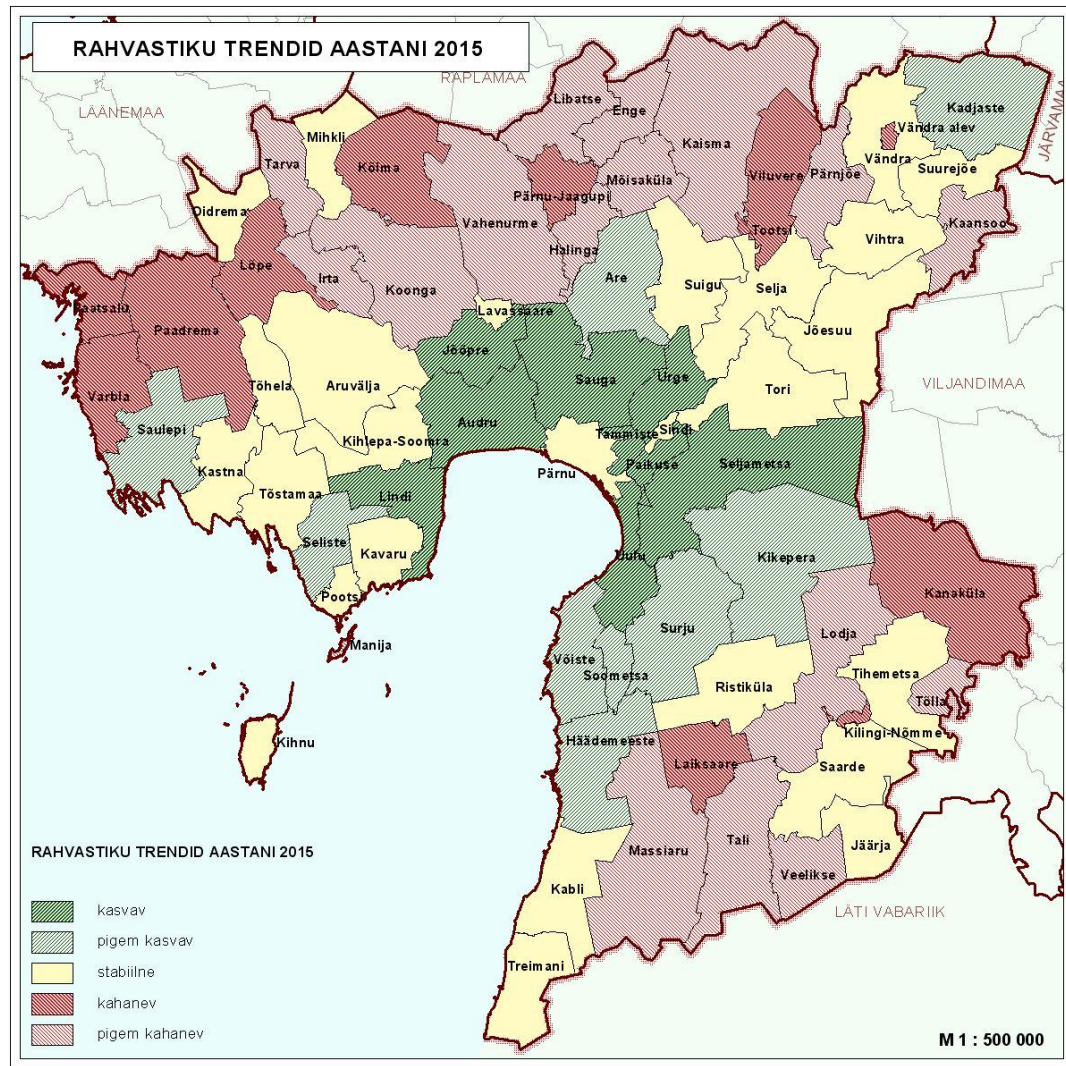 RAHVASTIKU TRENDID AASTANI 2015
RAPLAMAA
LÄÄNEMAA
JÄRVAMAA
Libatse
Enge
Kadjaste
Mihkli
Kõima
Kaisma
Vändra alev
Tarva
Vändra
Suurejõe
Pärnu-Jaagupi
Mõisaküla
Viluvere
Pärnjõe
Oidrema
Vahenurme
Kaansoo
Tootsi
Vihtra
Halinga
Lõpe
Irta
Koonga
Are
Suigu
Selja
Paatsalu
Lavassaare
Paadrema
Jõesuu
Jõõpre
Tõhela
Aruvälja
Sauga
Urge
Tori
VILJANDIMAA
Varbla
Saulepi
Audru
Tammiste
Sindi
Kihlepa-Soomra
Kastna
Pärnu
Paikuse
Seljametsa
Tõstamaa
Lindi
Seliste
Kavaru
Uulu
Kikepera
Pootsi
Kanaküla
Manija
Surju
Lodja
Võiste
Soometsa
Tihemetsa
Ristiküla
Tõlla
Kihnu
Häädemeeste
Kilingi-Nõmme
Laiksaare
Saarde
RAHVASTIKU TRENDID AASTANI 2015
Massiaru
Tali
Jäärja
Veelikse
Kabli
kasvav
LÄTI VABARIIK
pigem kasvav
Treimani
stabiilne
kahanev
pigem kahanev
M 1 : 500 000